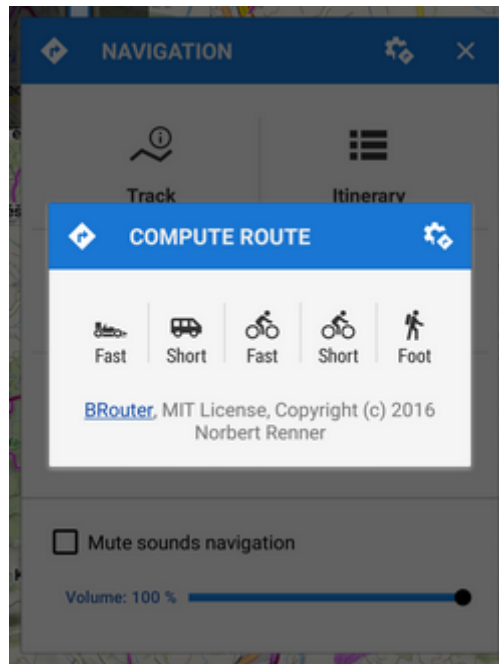 NAVIGATION
Track
Itinerary
COMPUTE ROUTE
Fast
Short
Fast
Short
Foot
BRouter, MIT License, Copyright (c) 2016
Norbert Renner
Mute sounds navigation
Volume: 100 %